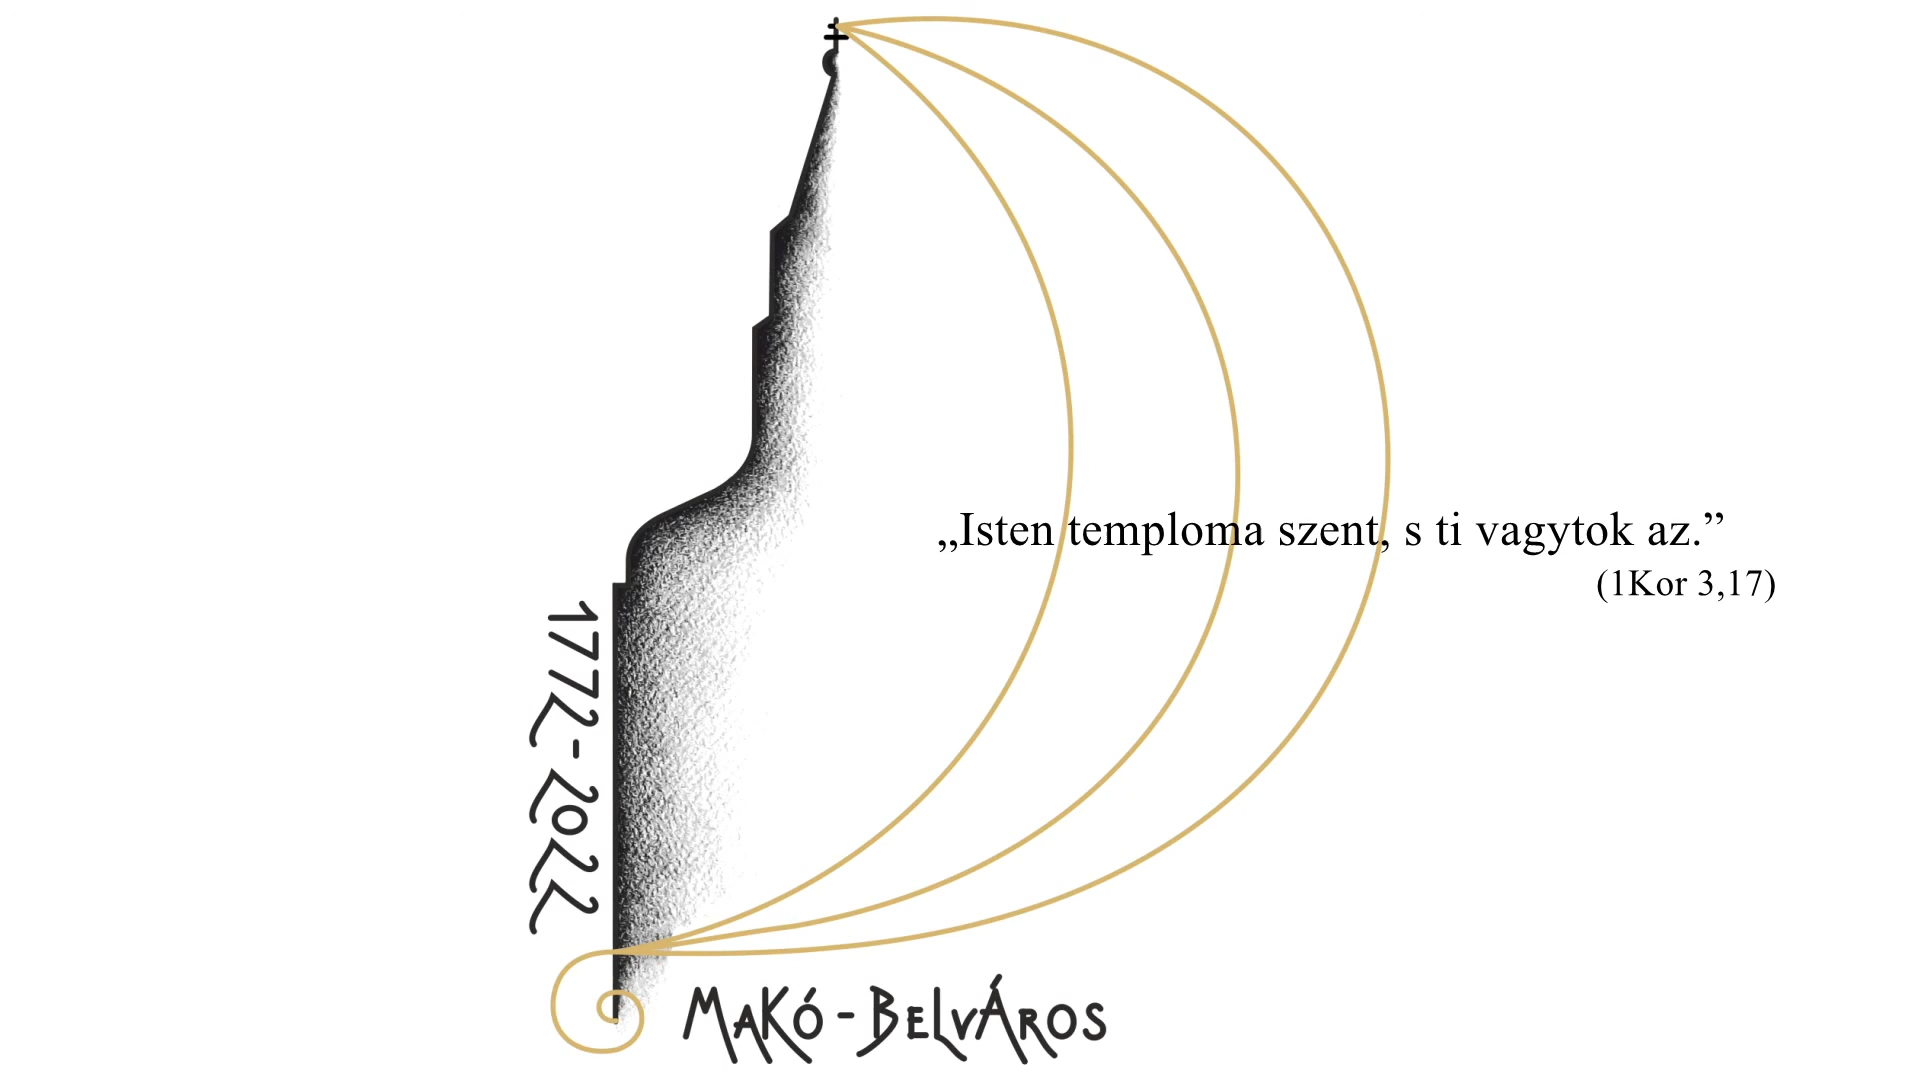 „Isten temploma szent, s ti vagytok az.”
(1Kor 3,17)
1772-2022
Makó-Belváros